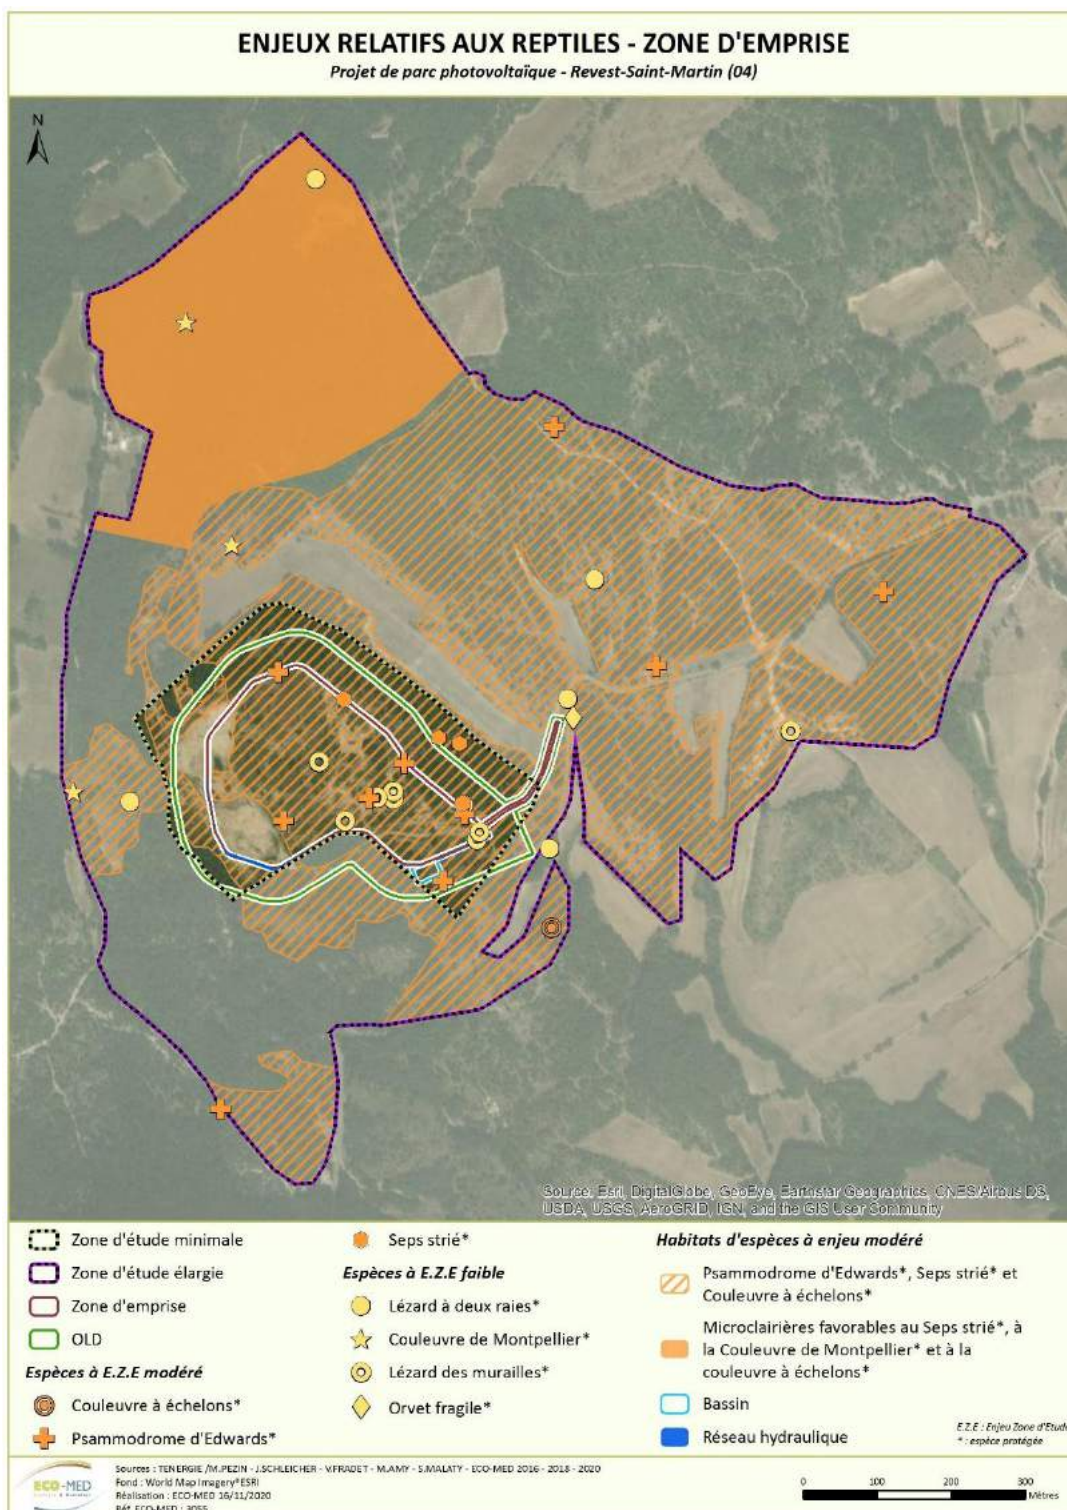 ENJEUX RELATIFS AUX REPTILES - ZONE D'EMPRISE
Projet de parc photovoltaïque - Revest-Saint-Martin (04)
N
Source: Esri, DigitalGlobe, GeoEye, Earthstar Geographics, CNES/Airbus DS,
USDA, USGS, AeroGRID, IGN, and the GIS User Community
Zone d'étude minimale
Zone d'étude élargie
Zone d'emprise
OLD
Espèces à E.Z.E modéré
Couleuvre à échelons*
Psammodrome d'Edwards*
Seps strié*
Espèces à E.Z.E faible
Lézard à deux raies*
Couleuvre de Montpellier*
Lézard des murailles*
Orvet fragile*
Habitats d'espèces à enjeu modéré
Psammodrome d'Edwards*, Seps strié* et
Couleuvre à échelons*
Microclairières favorables au Seps strié*, à
la Couleuvre de Montpellier* et à la
couleuvre à échelons*
Bassin
Réseau hydraulique
E.Z.E : Enjeu Zone d'Etude
* : espèce protégée
ECO-MED
Sources : TENERGIE /M.PEZIN - J.SCHLEICHER - V.FRADET - M.AMY - S.MALATY - ECO-MED 2016 - 2018 - 2020
Fond : World Map Imagery®ESRI
Réalisation : ECO-MED 16/11/2020
Réf. ECO-MED : 3055
0 100 200 300
Mètres